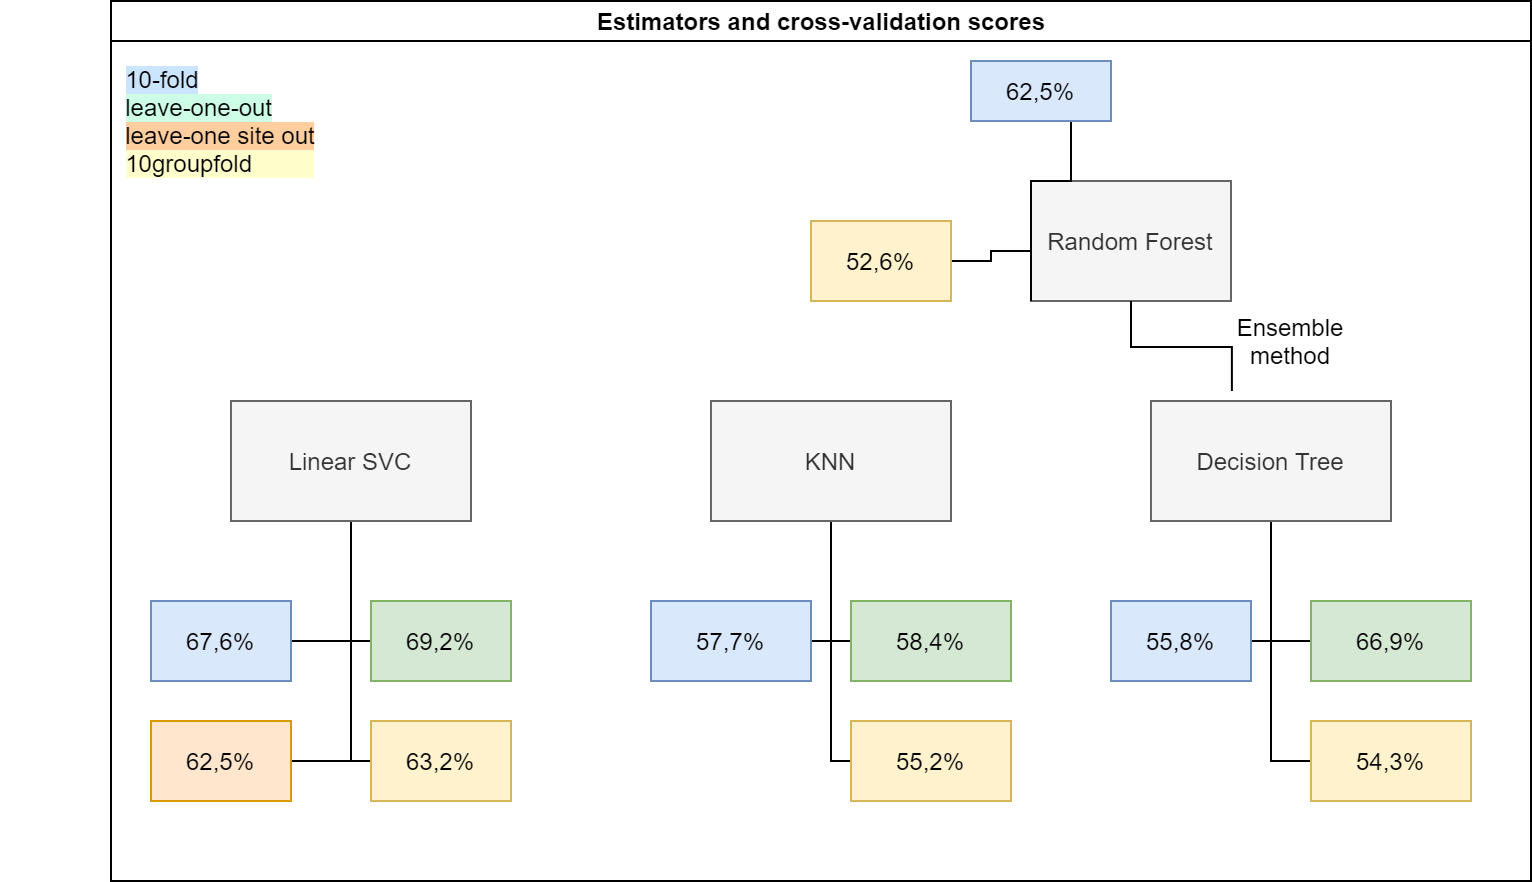 Estimators and cross-validation scores
10-fold
leave-one-out
leave-one site out
10groupfold
62,5%
Random Forest
52,6%
Ensemble
method
Linear SVC
KNN
Decision Tree
67,6%
69,2%
57,7%
58,4%
55,8%
66,9%
62,5%
63,2%
55,2%
54,3%